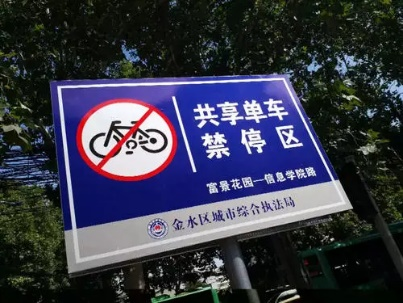 共享单车
禁停区
富景花园—信息学院路
金水区城市综合执法局